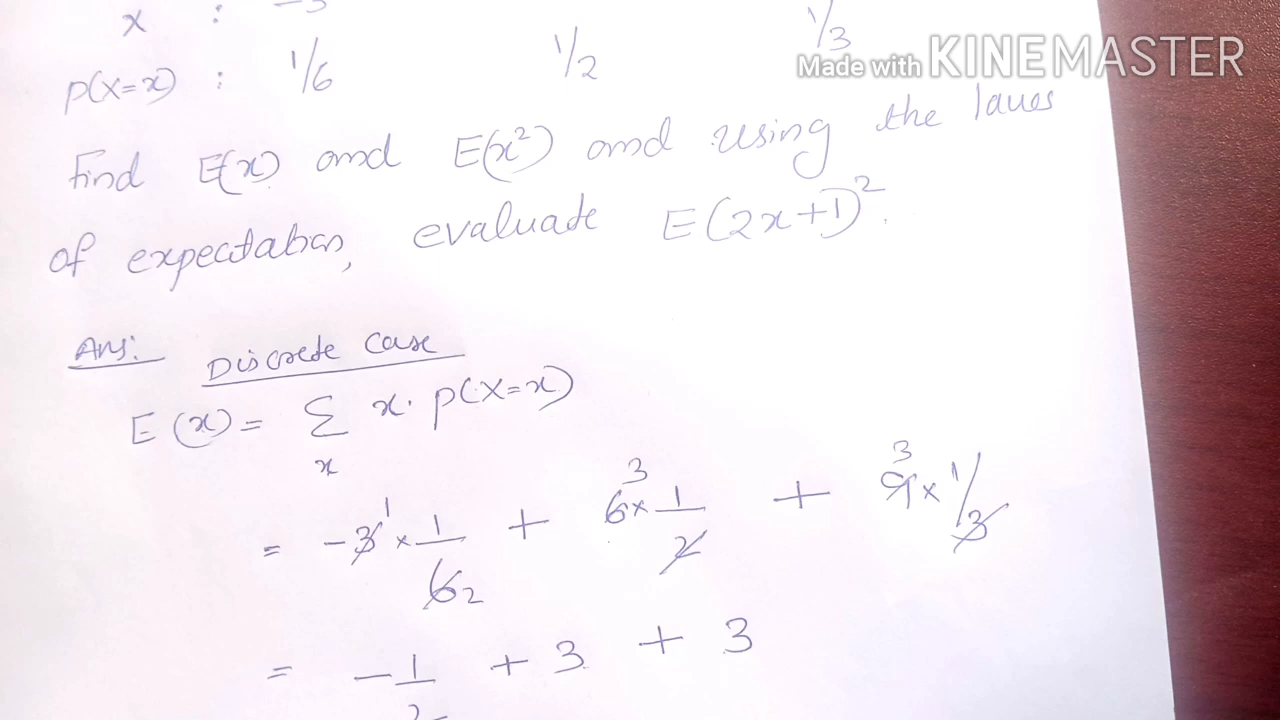 x : -3
P(X=x) : 1/6 1/2 1/3
Made with KINEMASTER
Find E(x) and E(x²) and using the laws
of expectation, evaluate E(2x+1)².
Ans: Discrete case
E(x) = Σ x. p(X=x)
x
= -3 1 × 1/6 2 + 6 3 × 1/2 + 9 3 × 1/3
= -1/2 + 3 + 3